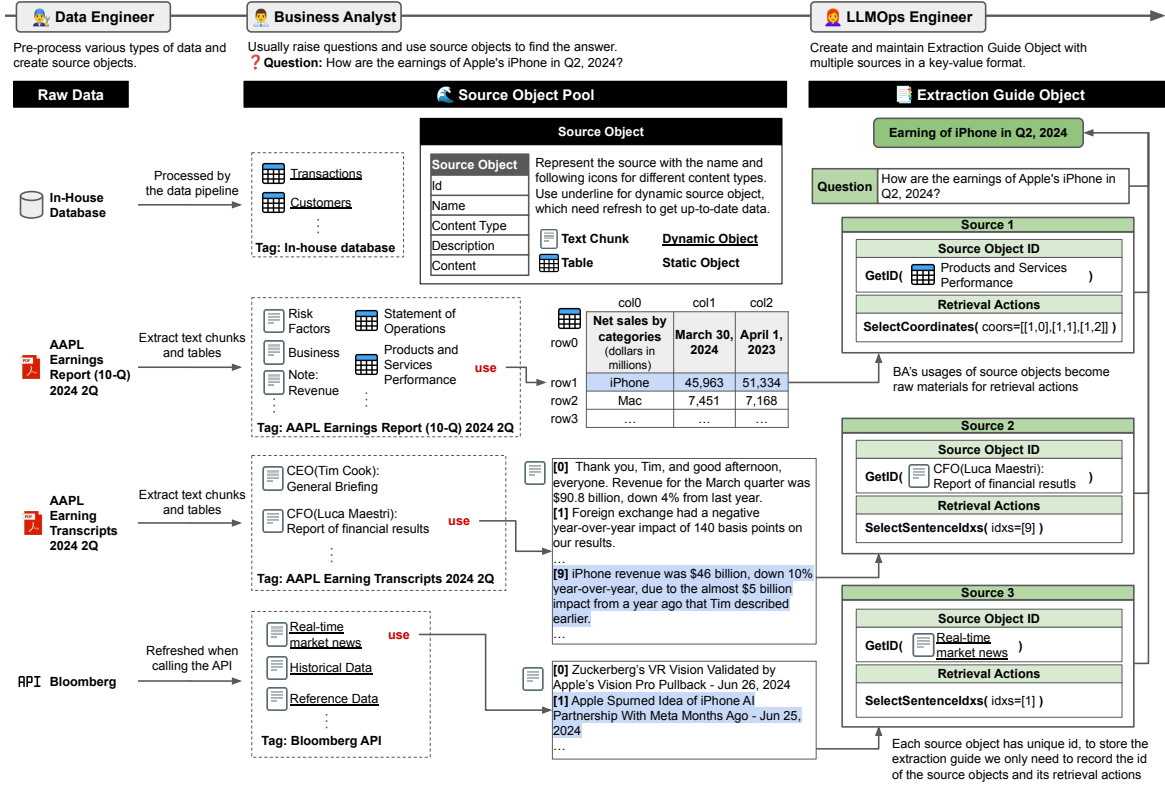 Data Engineer
Business Analyst
LLMOps Engineer
Pre-process various types of data and
create source objects.
Usually raise questions and use source objects to find the answer.
❓Question: How are the earnings of Apple's iPhone in Q2, 2024?
Create and maintain Extraction Guide Object with
multiple sources in a key-value format.
Raw Data
Source Object Pool
Extraction Guide Object
In-House
Database
Processed by
the data pipeline
Transactions
Customers
⋮
Tag: In-house database
Source Object
Source Object
Id
Name
Content Type
Description
Content
Represent the source with the name and
following icons for different content types.
Use underline for dynamic source object,
which need refresh to get up-to-date data.
Text Chunk
Dynamic Object
Table
Static Object
Earning of iPhone in Q2, 2024
Question
How are the earnings of Apple's iPhone in
Q2, 2024?
Source 1
Source Object ID
GetID( Products and Services
Performance )
Retrieval Actions
SelectCoordinates( coors=[[1,0],[1,1],[1,2]] )
BA's usages of source objects become
raw materials for retrieval actions
PDF
AAPL
Earnings
Report (10-Q)
2024 2Q
Extract text chunks
and tables
Risk
Factors
Business
Note:
Revenue
⋮
Statement of
Operations
Products and
Services
Performance
⋮
use
Tag: AAPL Earnings Report (10-Q) 2024 2Q
col0 col1 col2
row0
Net sales by
categories
(dollars in
millions)
March 30,
2024
April 1,
2023
row1 iPhone 45,963 51,334
row2 Mac 7,451 7,168
row3 … … …
Source 2
Source Object ID
GetID( CFO(Luca Maestri):
Report of financial resutls )
Retrieval Actions
SelectSentenceIdxs( idxs=[9] )
PDF
AAPL
Earning
Transcripts
2024 2Q
Extract text chunks
and tables
CEO(Tim Cook):
General Briefing
CFO(Luca Maestri):
Report of financial results
⋮
use
Tag: AAPL Earning Transcripts 2024 2Q
[0] Thank you, Tim, and good afternoon,
everyone. Revenue for the March quarter was
$90.8 billion, down 4% from last year.
[1] Foreign exchange had a negative
year-over-year impact of 140 basis points on
our results.
…
[9] iPhone revenue was $46 billion, down 10%
year-over-year, due to the almost $5 billion
impact from a year ago that Tim described
earlier.
…
Source 3
Source Object ID
GetID( Real-time
market news )
Retrieval Actions
SelectSentenceIdxs( idxs=[1] )
API Bloomberg
Refreshed when
calling the API
Real-time
market news
Historical Data
Reference Data
⋮
use
Tag: Bloomberg API
[0] Zuckerberg's VR Vision Validated by
Apple's Vision Pro Pullback - Jun 26, 2024
[1] Apple Spurned Idea of iPhone AI
Partnership With Meta Months Ago - Jun 25,
2024
…
Each source object has unique id, to store the
extraction guide we only need to record the id
of the source objects and its retrieval actions